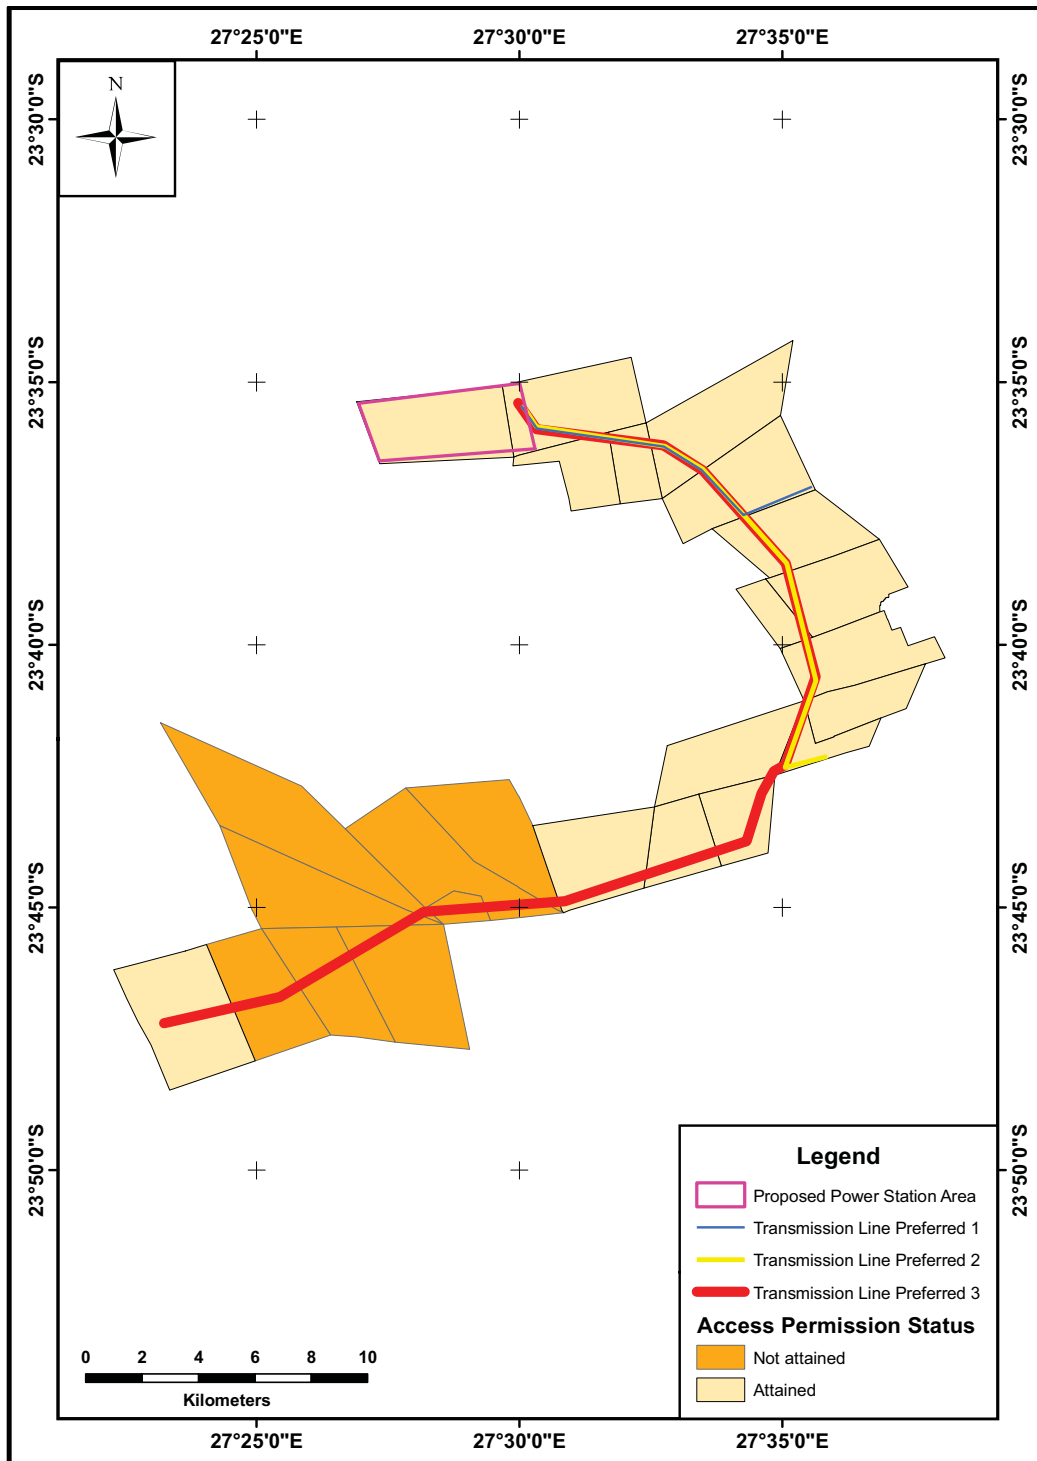 27°25'0"E 27°30'0"E 27°35'0"E
N
23°30'0"S 23°30'0"S
23°35'0"S 23°35'0"S
23°40'0"S 23°40'0"S
23°45'0"S 23°45'0"S
23°50'0"S 23°50'0"S
Legend
Proposed Power Station Area
Transmission Line Preferred 1
Transmission Line Preferred 2
Transmission Line Preferred 3
Access Permission Status
Not attained
Attained
0 2 4 6 8 10
Kilometers
27°25'0"E 27°30'0"E 27°35'0"E